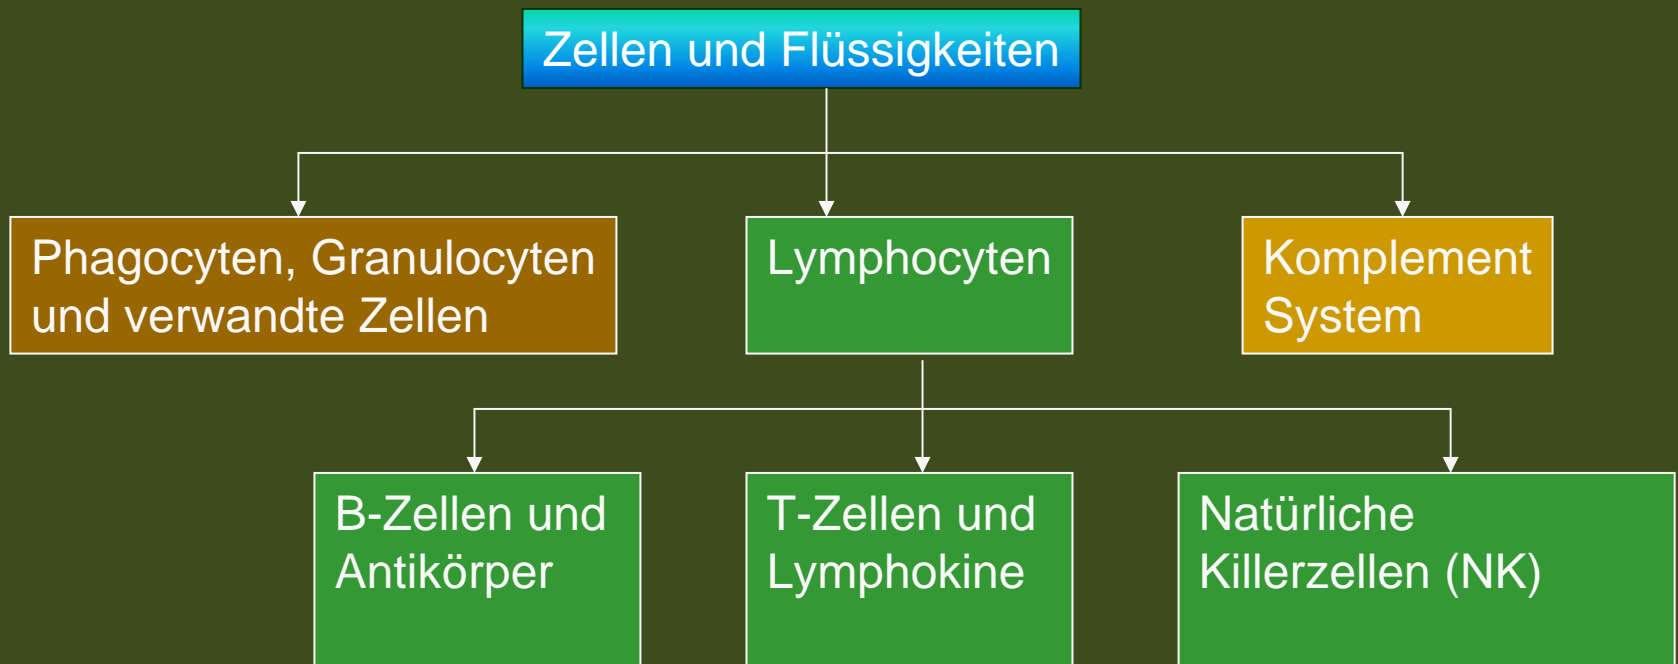 Zellen und Flüssigkeiten
Phagocyten, Granulocyten
und verwandte Zellen
Lymphocyten
Komplement
System
B-Zellen und
Antikörper
T-Zellen und
Lymphokine
Natürliche
Killerzellen (NK)